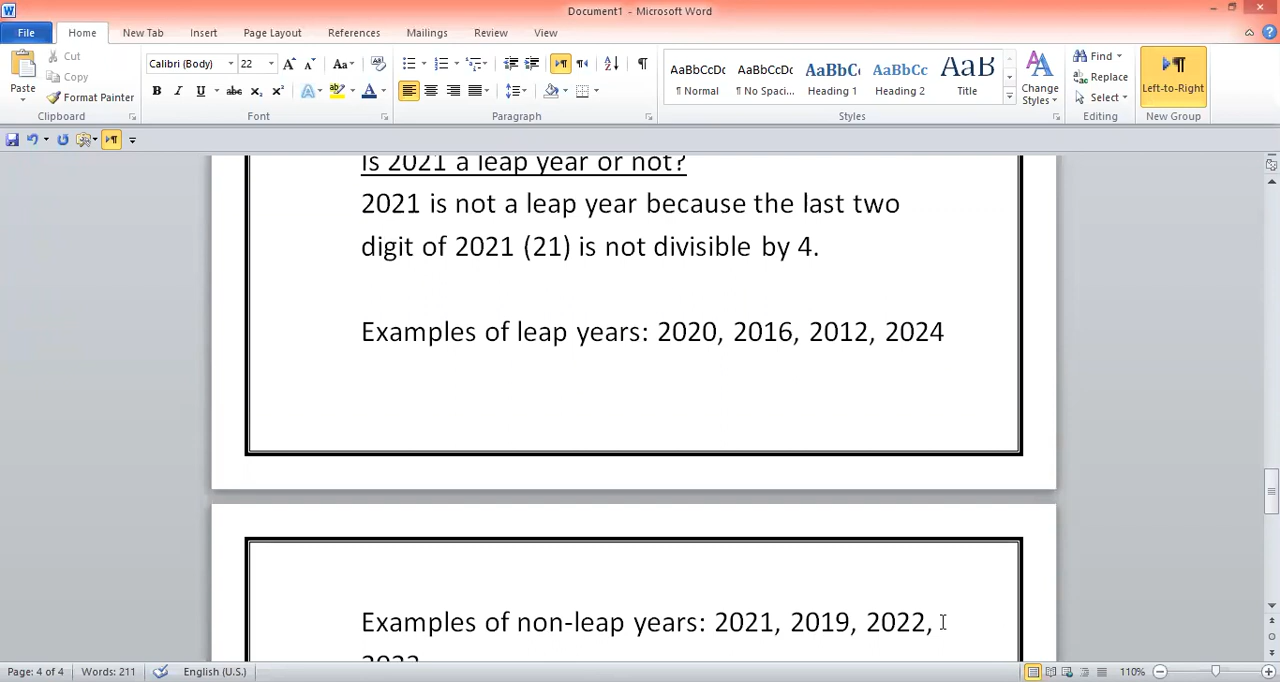 Document1 - Microsoft Word
File Home New Tab Insert Page Layout References Mailings Review View
Paste
Cut
Copy
Format Painter
Clipboard
Calibri (Body) 22
Font
Paragraph
AaBbCcDc AaBbCcDc AaBbC AaBbCc AaB
¶ Normal ¶ No Spaci... Heading 1 Heading 2 Title
Change Styles
Styles
Find
Replace
Select
Editing
Left-to-Right
New Group
Is 2021 a leap year or not?
2021 is not a leap year because the last two
digit of 2021 (21) is not divisible by 4.
Examples of leap years: 2020, 2016, 2012, 2024
Examples of non-leap years: 2021, 2019, 2022,
Page: 4 of 4 Words: 211 English (U.S.) 110%